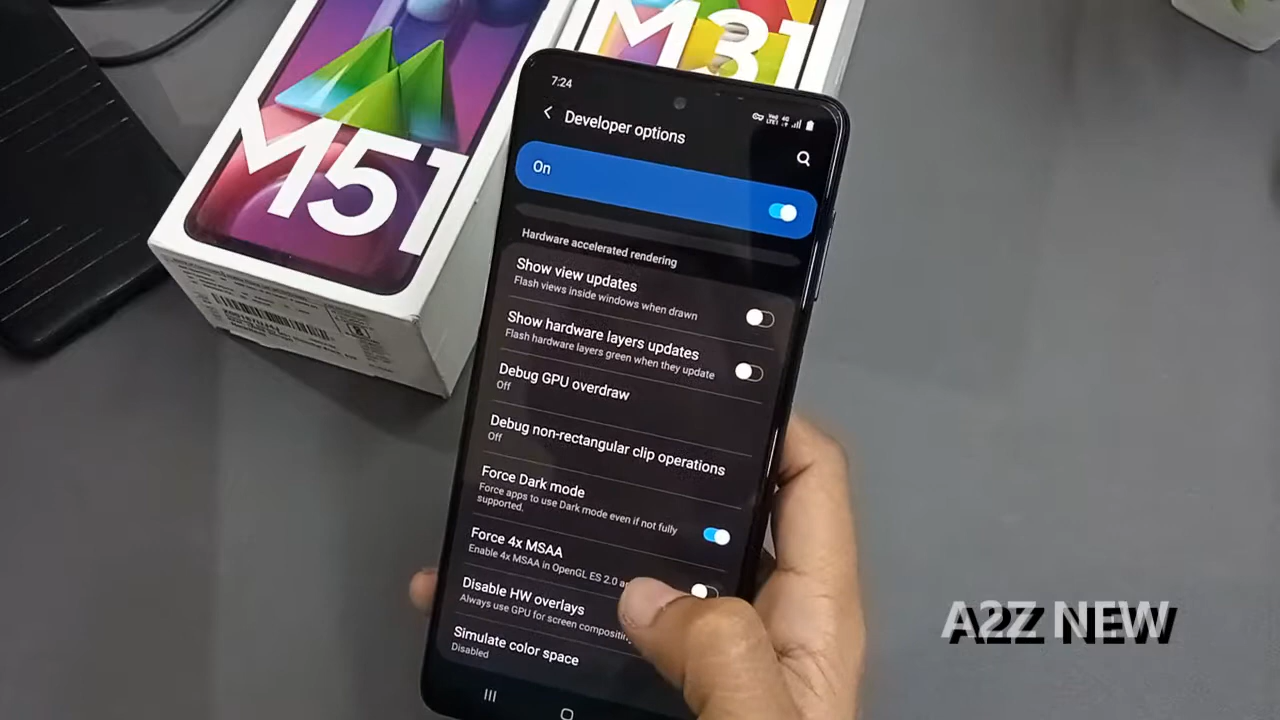 M51
M31
7:24
Developer options
On
Hardware accelerated rendering
Show view updates
Flash views inside windows when drawn
Show hardware layers updates
Flash hardware layers green when they update
Debug GPU overdraw
Off
Debug non-rectangular clip operations
Off
Force Dark mode
Force apps to use Dark mode even if not fully
supported.
Force 4x MSAA
Enable 4x MSAA in OpenGL ES 2.0
Disable HW overlays
Always use GPU for screen
Simulate color space
Disabled
A2Z NEW